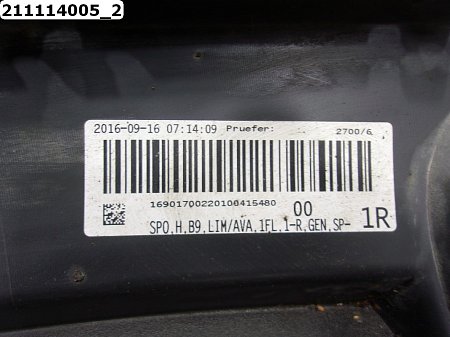 211114005_2
2016-09-16 07:14:09 Pruefer: 2700/6
16901700220100415480 00
SPO,H,B9,LIM/AVA,1FL,1-R,GEN,SP- 1R